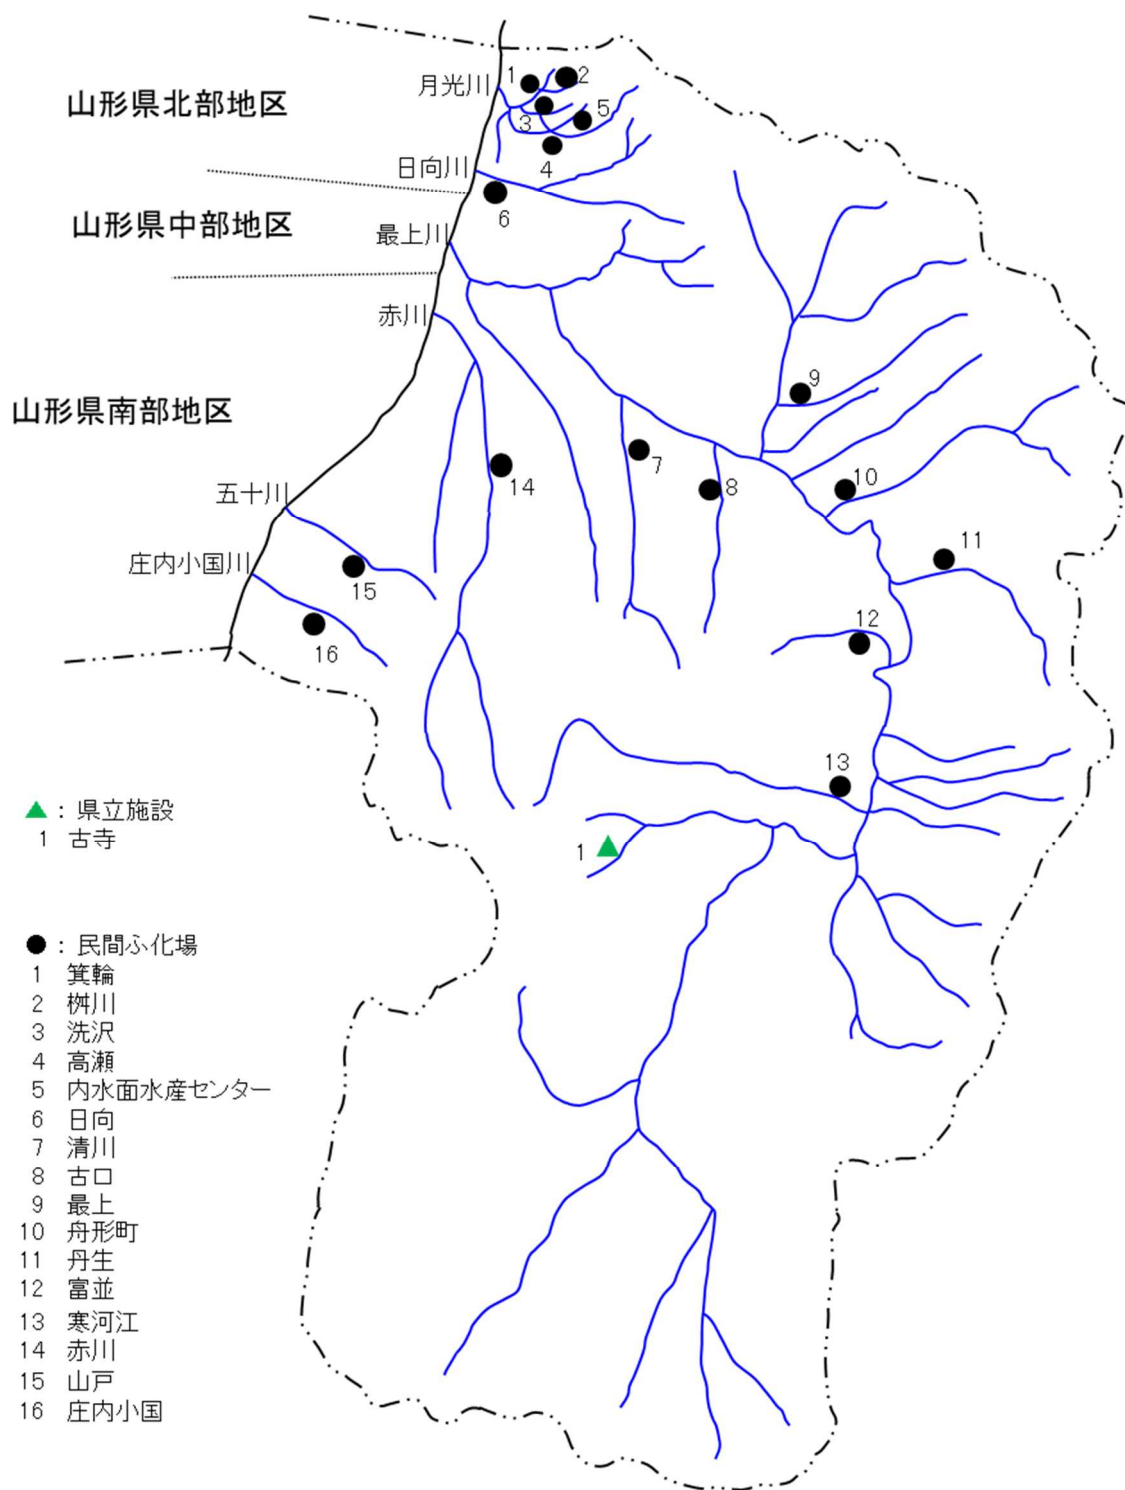 1
2
月光川
山形県北部地区
3
5
4
日向川
6
山形県中部地区
最上川
赤川
9
山形県南部地区
7
14
8
10
五十川
11
庄内小国川
15
12
16
13
▲：県立施設
1 古寺
1
●：民間ふ化場
1 箕輪
2 桝川
3 洗沢
4 高瀬
5 内水面水産センター
6 日向
7 清川
8 古口
9 最上
10 舟形町
11 丹生
12 富並
13 寒河江
14 赤川
15 山戸
16 庄内小国